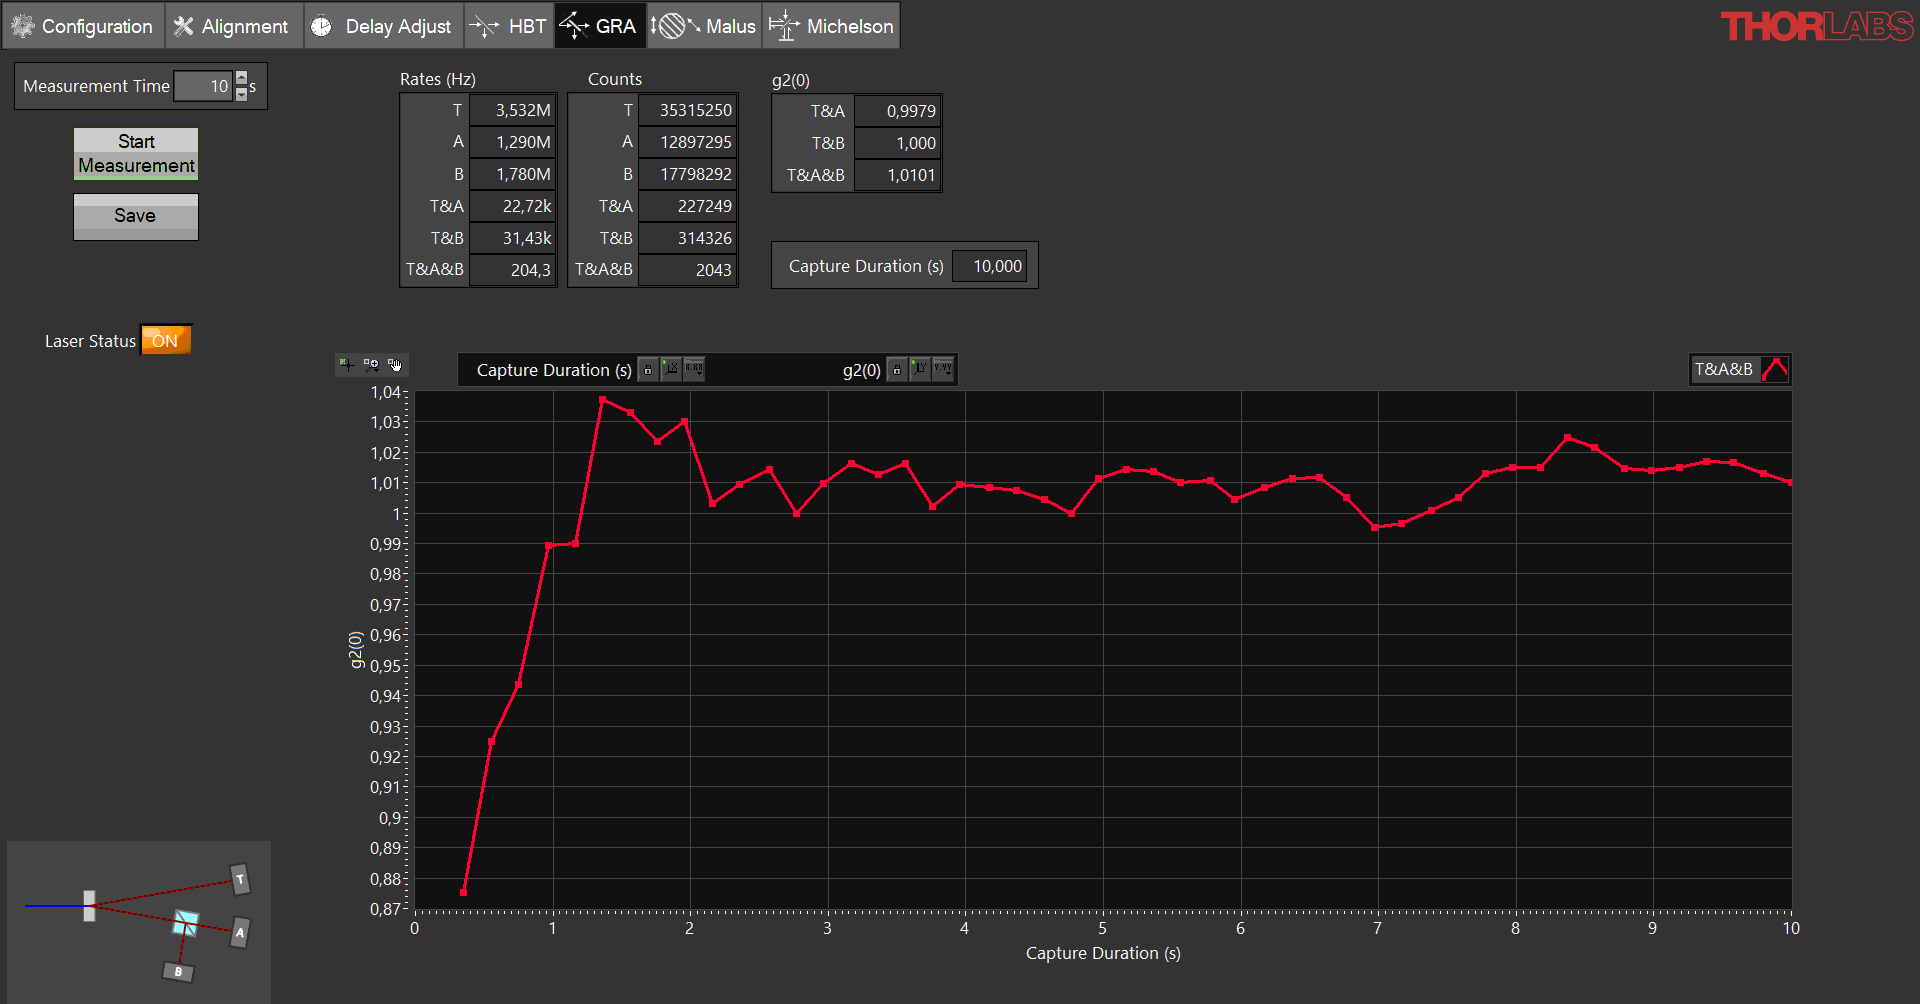 Configuration
Alignment
Delay Adjust
HBT
GRA
Malus
Michelson
THORLABS
Measurement Time 10 s
Start
Measurement
Save
Laser Status ON
Rates (Hz)
T 3,532M
A 1,290M
B 1,780M
T&A 22,72k
T&B 31,43k
T&A&B 204,3
Counts
T 35315250
A 12897295
B 17798292
T&A 227249
T&B 314326
T&A&B 2043
g2(0)
T&A 0,9979
T&B 1,000
T&A&B 1,0101
Capture Duration (s) 10,000
Capture Duration (s)
X.XX
g2(0)
Y.YY
T&A&B
1,04
1,03
1,02
1,01
1
0,99
0,98
0,97
0,96
0,95
0,94
0,93
0,92
0,91
0,9
0,89
0,88
0,87
g2(0)
0 1 2 3 4 5 6 7 8 9 10
Capture Duration (s)
T
A
B